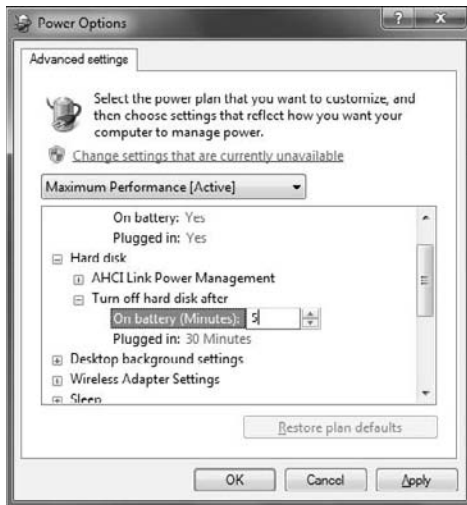 Power Options
?
X
Advanced settings
Select the power plan that you want to customize, and
then choose settings that reflect how you want your
computer to manage power.
Change settings that are currently unavailable
Maximum Performance [Active]
On battery: Yes
Plugged in: Yes
Hard disk
AHCI Link Power Management
Turn off hard disk after
On battery (Minutes): 5
Plugged in: 30 Minutes
Desktop background settings
Wireless Adapter Settings
Sleep
Restore plan defaults
OK Cancel Apply